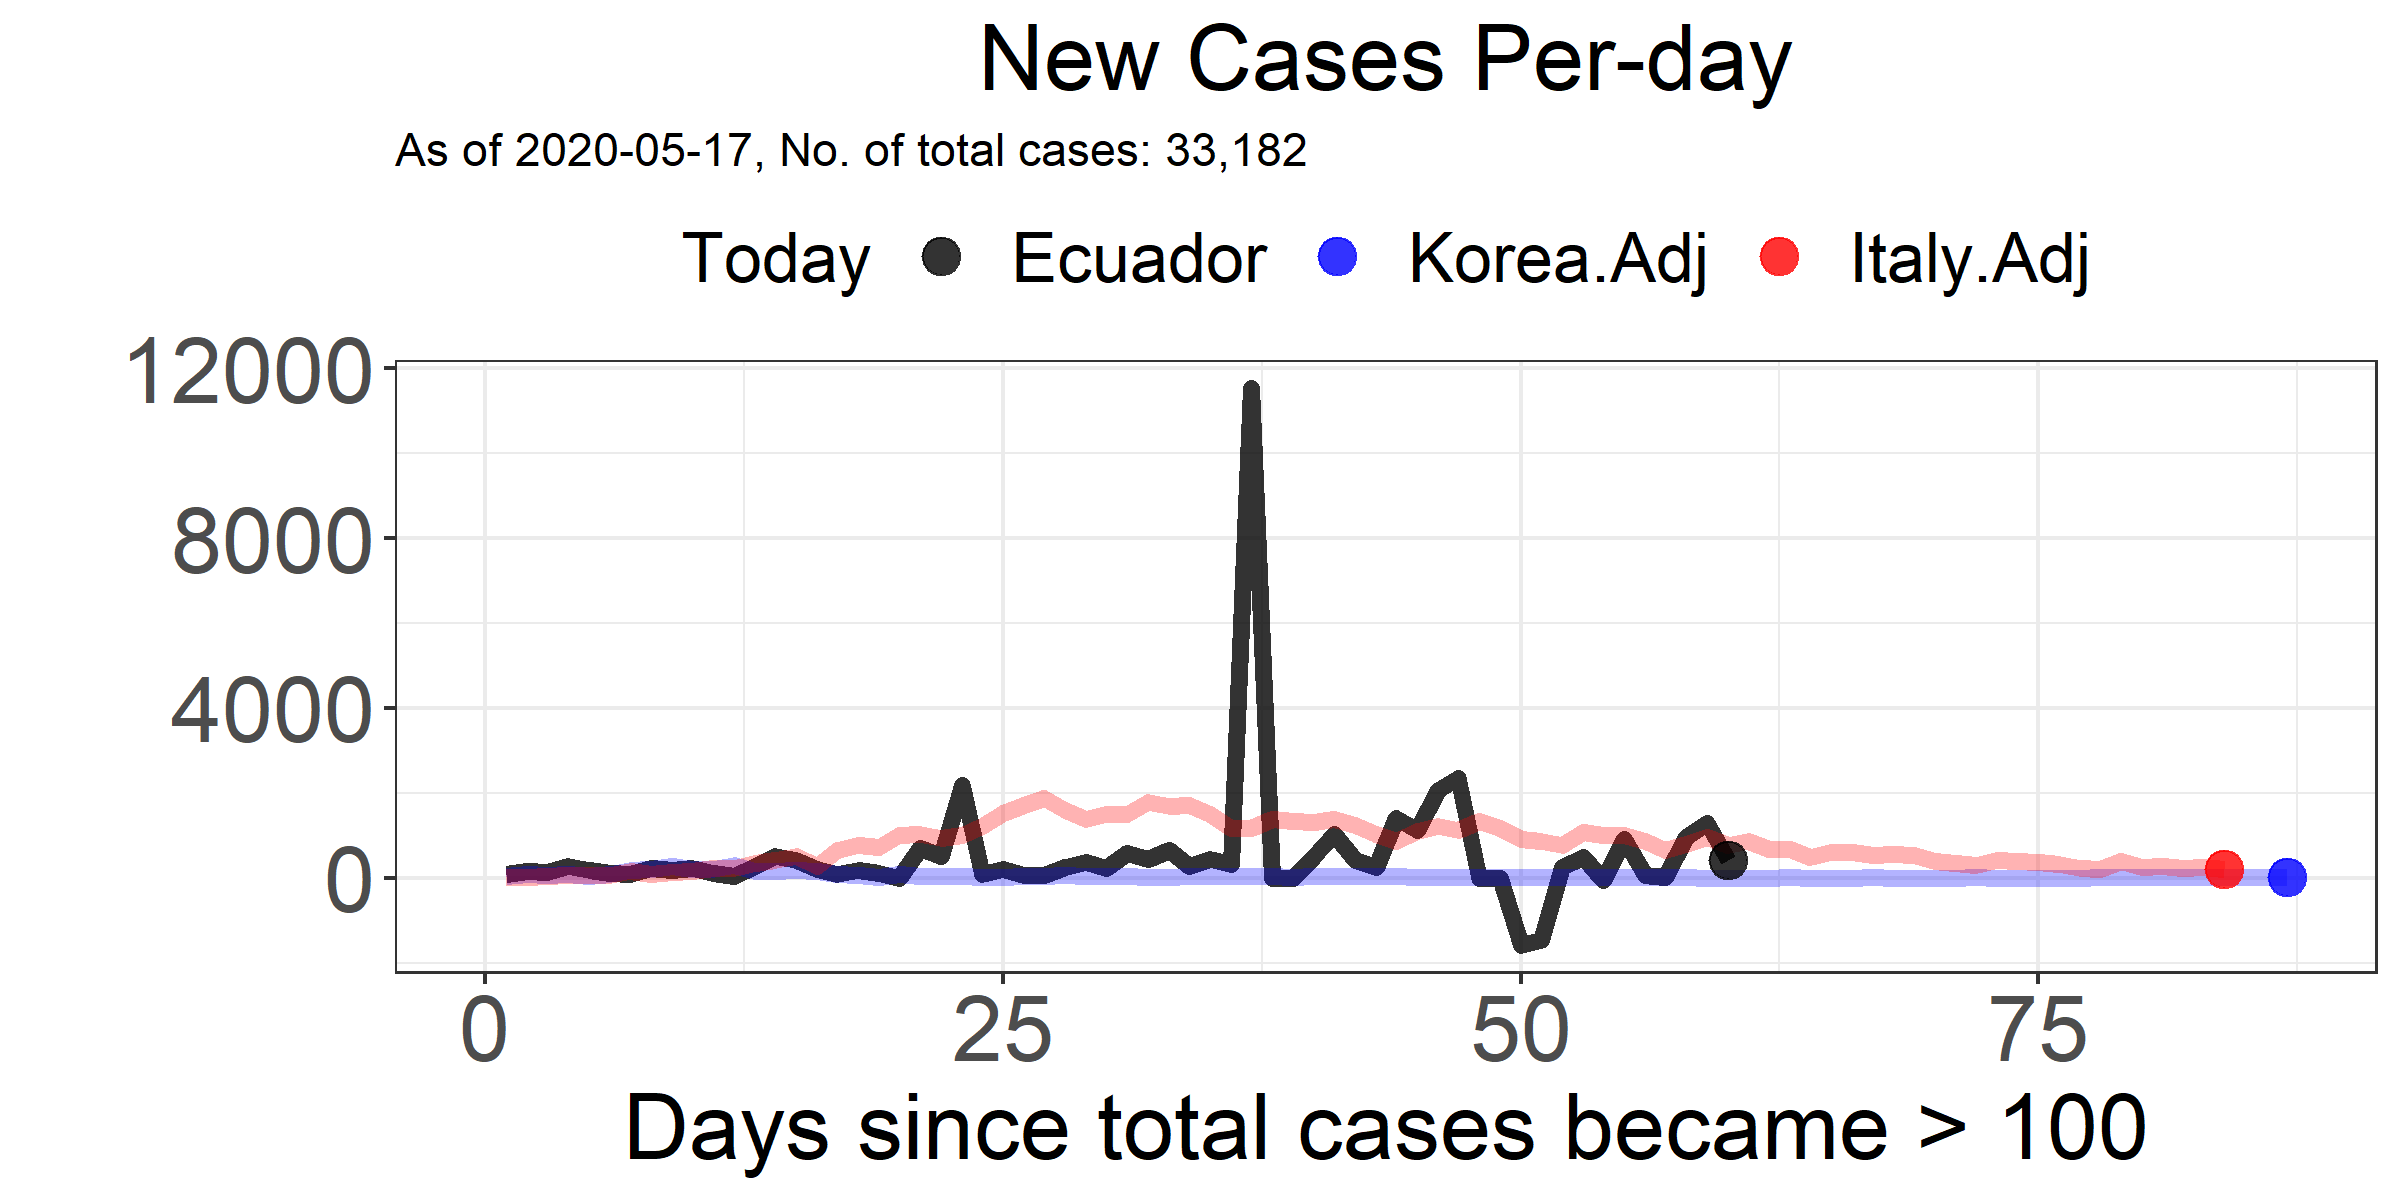 New Cases Per-day
As of 2020-05-17, No. of total cases: 33,182
Today Ecuador Korea.Adj Italy.Adj
12000
8000
4000
0
0 25 50 75
Days since total cases became > 100